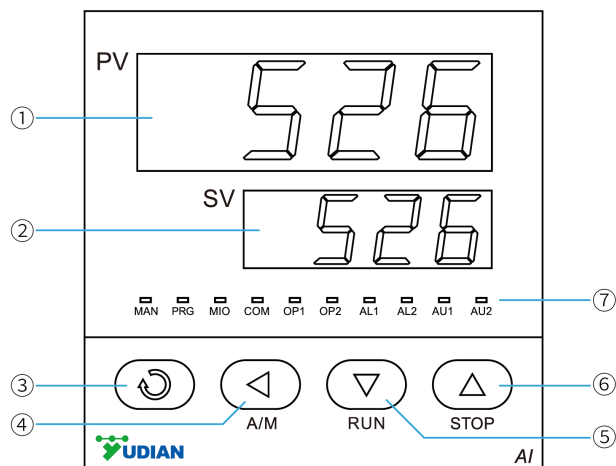 PV 526
①
SV 526
②
MAN PRG MIO COM OP1 OP2 AL1 AL2 AU1 AU2 ⑦
③ ⑥
④ A/M RUN STOP ⑤
YUDIAN AI